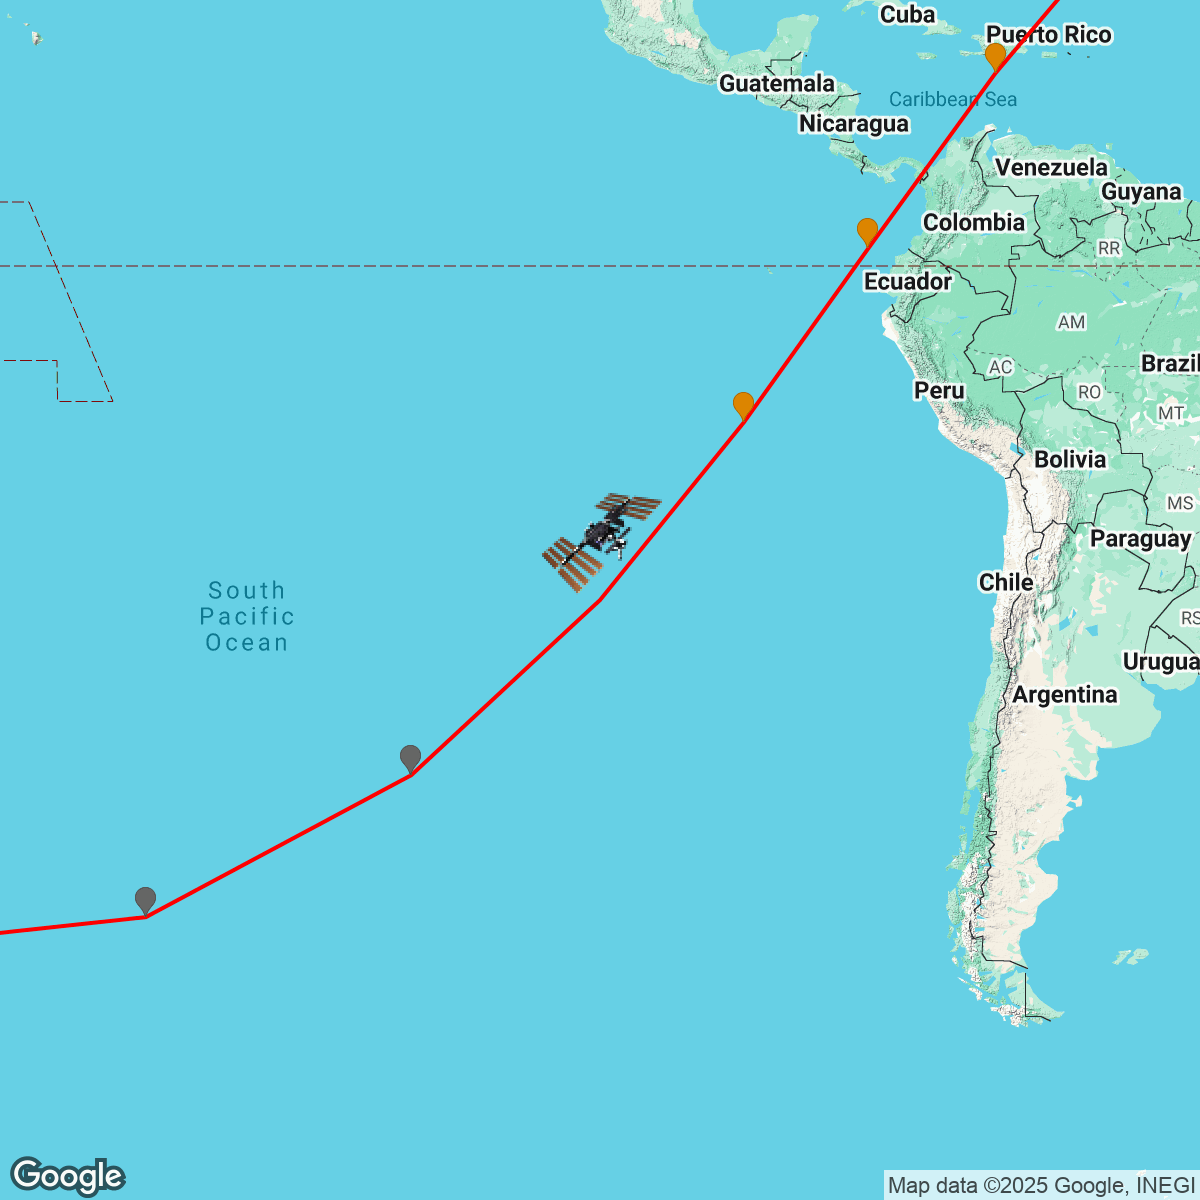 Cuba
Puerto Rico
Guatemala
Caribbean Sea
Nicaragua
Venezuela
Guyana
Colombia
RR
Ecuador
AM
Brazil
AC
Peru
RO
MT
Bolivia
MS
Paraguay
Chile
South
Pacific
Ocean
RS
Urugua
Argentina
Google
Map data ©2025 Google, INEGI